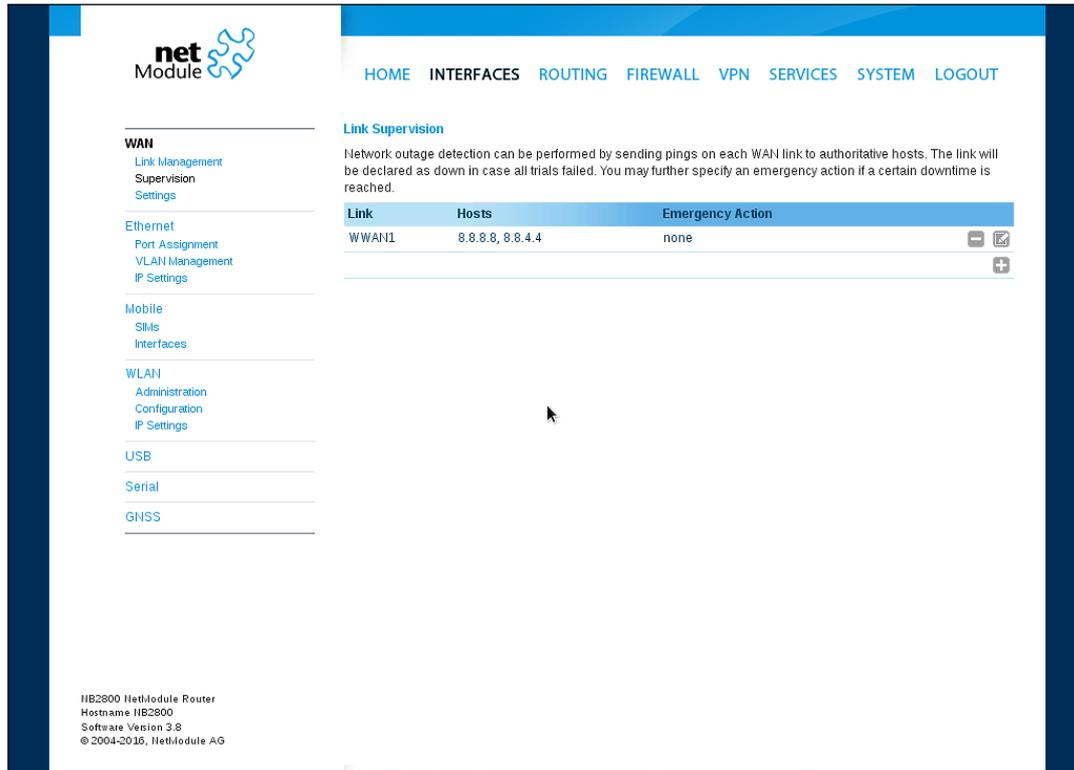 net
Module
HOME INTERFACES ROUTING FIREWALL VPN SERVICES SYSTEM LOGOUT
WAN
Link Management
Supervision
Settings
Ethernet
Port Assignment
VLAN Management
IP Settings
Mobile
SIMs
Interfaces
WLAN
Administration
Configuration
IP Settings
USB
Serial
GNSS
Link Supervision
Network outage detection can be performed by sending pings on each WAN link to authoritative hosts. The link will
be declared as down in case all trials failed. You may further specify an emergency action if a certain downtime is
reached.
Link Hosts Emergency Action
WWAN1 8.8.8.8, 8.8.4.4 none
NB2800 NetModule Router
Hostname NB2800
Software Version 3.8
© 2004-2016, NetModule AG